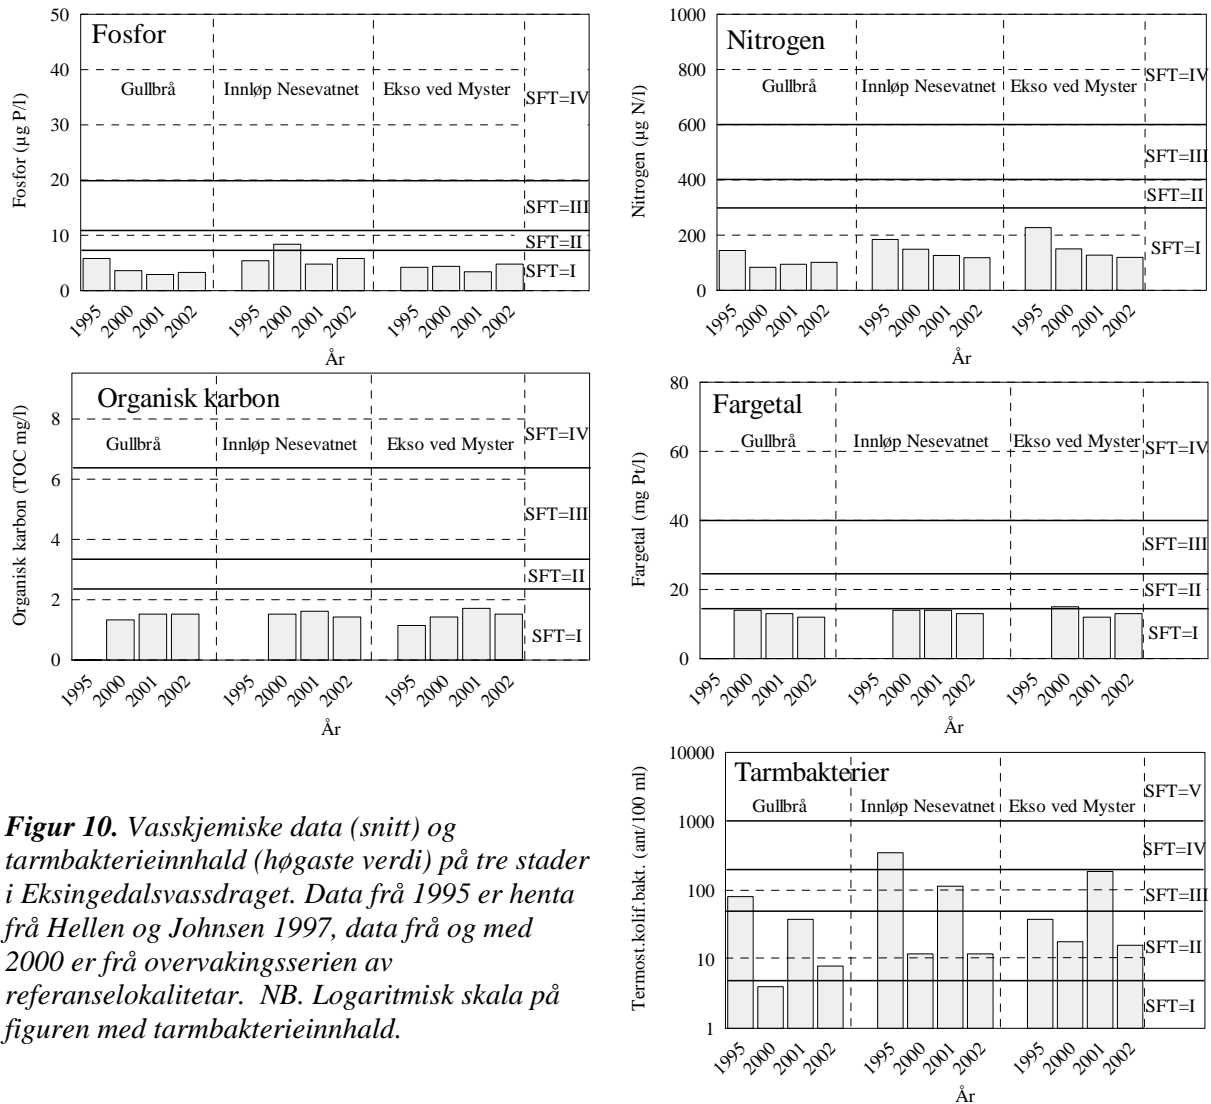 Fosfor
Fosfor (µg P/l)
50
40
30
20
10
0
Gullbrå
Innløp Nesevatnet
Ekso ved Myster
SFT=IV
SFT=III
SFT=II
SFT=I
1995
2000
2001
2002
1995
2000
2001
2002
1995
2000
2001
2002
År
Nitrogen
Nitrogen (µg N/l)
1000
800
600
400
200
0
Gullbrå
Innløp Nesevatnet
Ekso ved Myster
SFT=IV
SFT=III
SFT=II
SFT=I
1995
2000
2001
2002
1995
2000
2001
2002
1995
2000
2001
2002
År
Organisk karbon
Organisk karbon (TOC mg/l)
8
6
4
2
0
Gullbrå
Innløp Nesevatnet
Ekso ved Myster
SFT=IV
SFT=III
SFT=II
SFT=I
1995
2000
2001
2002
1995
2000
2001
2002
1995
2000
2001
2002
År
Fargetal
Fargetal (mg Pt/l)
80
60
40
20
0
Gullbrå
Innløp Nesevatnet
Ekso ved Myster
SFT=IV
SFT=III
SFT=II
SFT=I
1995
2000
2001
2002
1995
2000
2001
2002
1995
2000
2001
2002
År
Tarmbakterier
Termost.kolif.bakt. (ant/100 ml)
10000
1000
100
10
1
Gullbrå
Innløp Nesevatnet
Ekso ved Myster
SFT=V
SFT=IV
SFT=III
SFT=II
SFT=I
1995
2000
2001
2002
1995
2000
2001
2002
1995
2000
2001
2002
År
Figur 10. Vasskjemiske data (snitt) og
tarmbakterieinnhald (høgaste verdi) på tre stader
i Eksingedalsvassdraget. Data frå 1995 er henta
frå Hellen og Johnsen 1997, data frå og med
2000 er frå overvakingsserien av
referanselokalitetar. NB. Logaritmisk skala på
figuren med tarmbakterieinnhald.